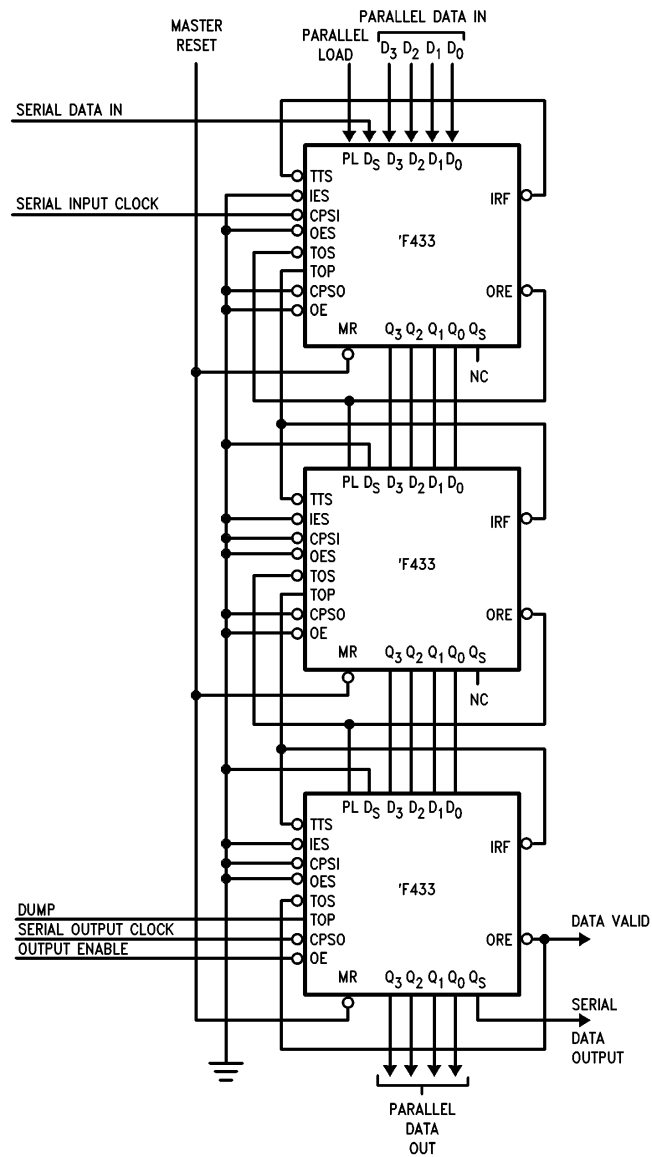 PARALLEL DATA IN
MASTER
RESET
PARALLEL
LOAD
D3 D2 D1 D0
SERIAL DATA IN
PL DS D3 D2 D1 D0
TTS
IES
IRF
SERIAL INPUT CLOCK
CPSI
OES
'F433
TOS
TOP
CPSO
ORE
OE
MR Q3 Q2 Q1 Q0 QS
NC
PL DS D3 D2 D1 D0
TTS
IES
IRF
CPSI
OES
'F433
TOS
TOP
CPSO
ORE
OE
MR Q3 Q2 Q1 Q0 QS
NC
PL DS D3 D2 D1 D0
TTS
IES
IRF
CPSI
OES
'F433
TOS
DUMP
TOP
SERIAL OUTPUT CLOCK
CPSO
ORE
DATA VALID
OUTPUT ENABLE
OE
MR Q3 Q2 Q1 Q0 QS
SERIAL
DATA
OUTPUT
PARALLEL
DATA
OUT